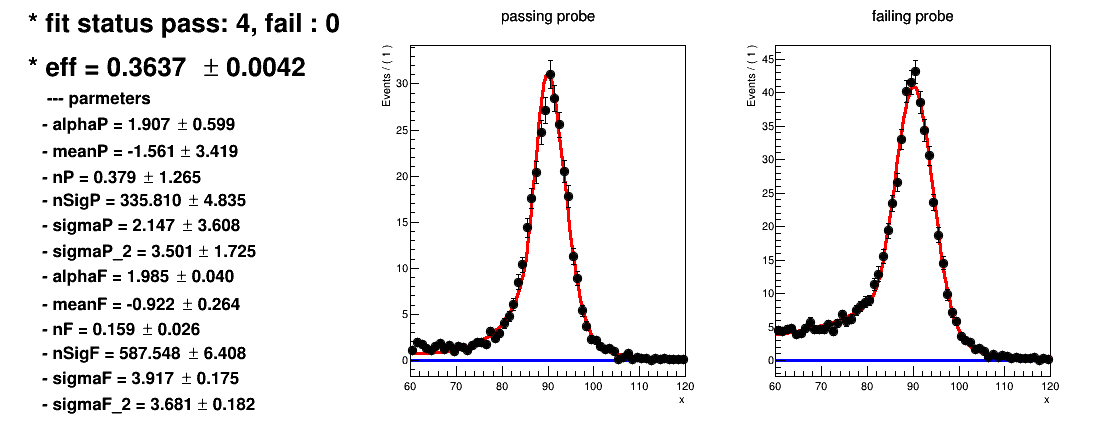 * fit status pass: 4, fail : 0
* eff = 0.3637 ± 0.0042
--- parmeters
- alphaP = 1.907 ± 0.599
- meanP = -1.561 ± 3.419
- nP = 0.379 ± 1.265
- nSigP = 335.810 ± 4.835
- sigmaP = 2.147 ± 3.608
- sigmaP_2 = 3.501 ± 1.725
- alphaF = 1.985 ± 0.040
- meanF = -0.922 ± 0.264
- nF = 0.159 ± 0.026
- nSigF = 587.548 ± 6.408
- sigmaF = 3.917 ± 0.175
- sigmaF_2 = 3.681 ± 0.182
passing probe
Events / ( 1 )
30
25
20
15
10
5
0
60 70 80 90 100 110 120
x
failing probe
Events / ( 1 )
45
40
35
30
25
20
15
10
5
0
60 70 80 90 100 110 120
x